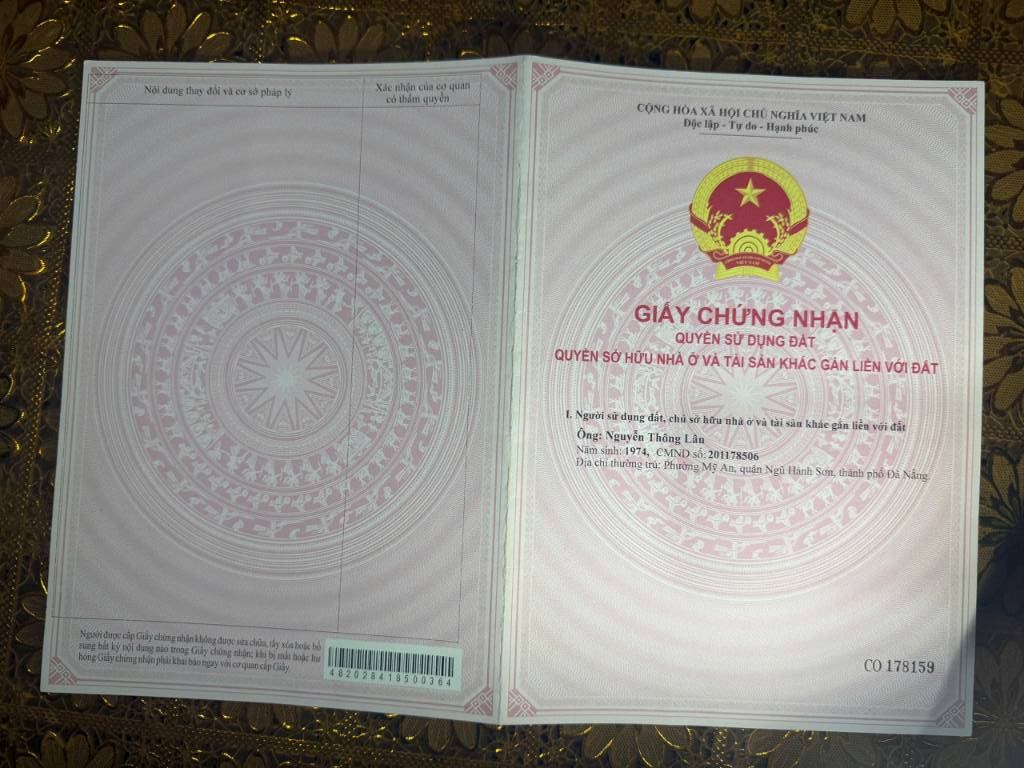 Nội dung thay đổi và cơ sở pháp lý
Xác nhận của cơ quan
có thẩm quyền
Người được cấp Giấy chứng nhận không được sửa chữa, tẩy xóa hoặc bổ
sung bất kỳ nội dung nào trong Giấy chứng nhận; khi bị mất hoặc hư
hỏng Giấy chứng nhận phải khai báo ngay với cơ quan cấp Giấy.
482028418500364
CỘNG HÒA XÃ HỘI CHỦ NGHĨA VIỆT NAM
Độc lập - Tự do - Hạnh phúc
VIỆT NAM
GIẤY CHỨNG NHẬN
QUYỀN SỬ DỤNG ĐẤT
QUYỀN SỞ HỮU NHÀ Ở VÀ TÀI SẢN KHÁC GẮN LIỀN VỚI ĐẤT
I. Người sử dụng đất, chủ sở hữu nhà ở và tài sản khác gắn liền với đất
Ông: Nguyễn Thông Lân
Năm sinh: 1974, CMND số: 201178506
Địa chỉ thường trú: Phường Mỹ An, quận Ngũ Hành Sơn, thành phố Đà Nẵng.
CO 178159